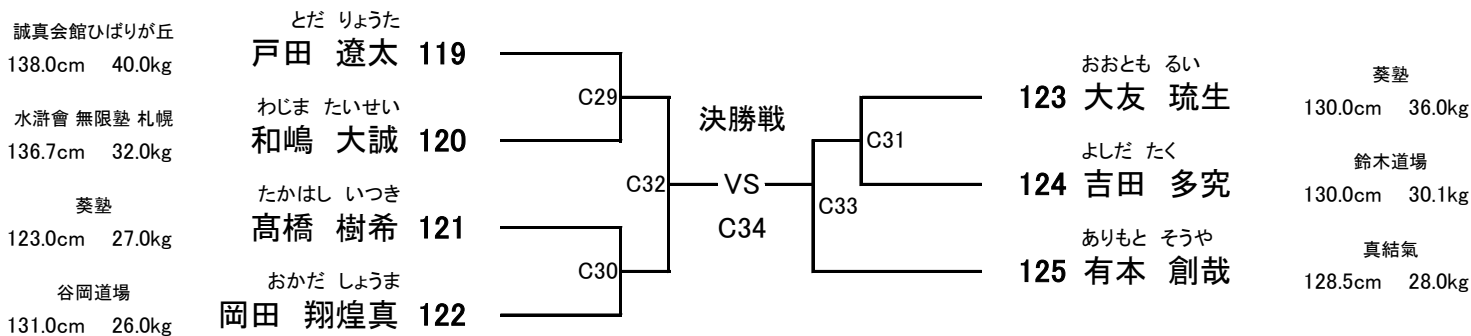 誠真会館ひばりが丘
138.0cm 40.0kg
とだ りょうた
戸田 遼太 119
水滸會 無限塾 札幌
136.7cm 32.0kg
わじま たいせい
和嶋 大誠 120
葵塾
123.0cm 27.0kg
たかはし いつき
髙橋 樹希 121
谷岡道場
131.0cm 26.0kg
おかだ しょうま
岡田 翔煌真 122
C29
C30
C32
決勝戦
VS
C34
C31
C33
おおとも るい
123 大友 琉生
葵塾
130.0cm 36.0kg
よしだ たく
124 吉田 多究
鈴木道場
130.0cm 30.1kg
ありもと そうや
125 有本 創哉
真結氣
128.5cm 28.0kg